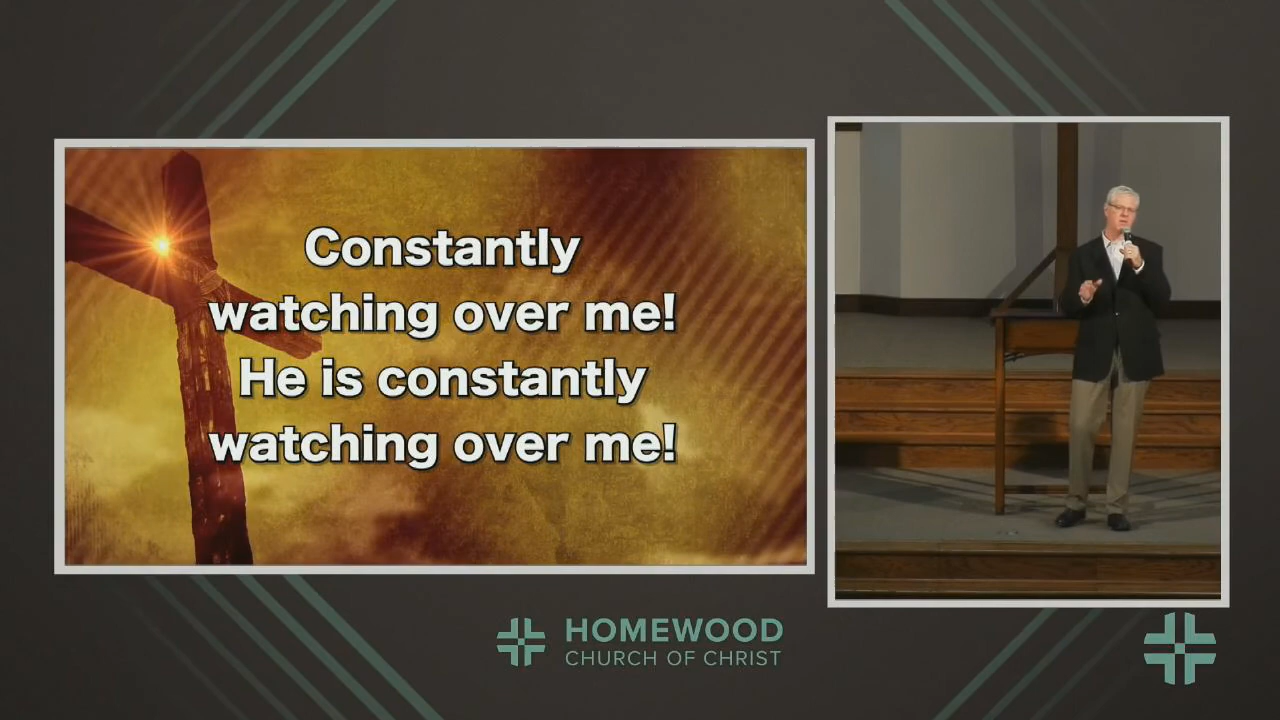 Constantly
watching over me!
He is constantly
watching over me!
HOMEWOOD
CHURCH OF CHRIST